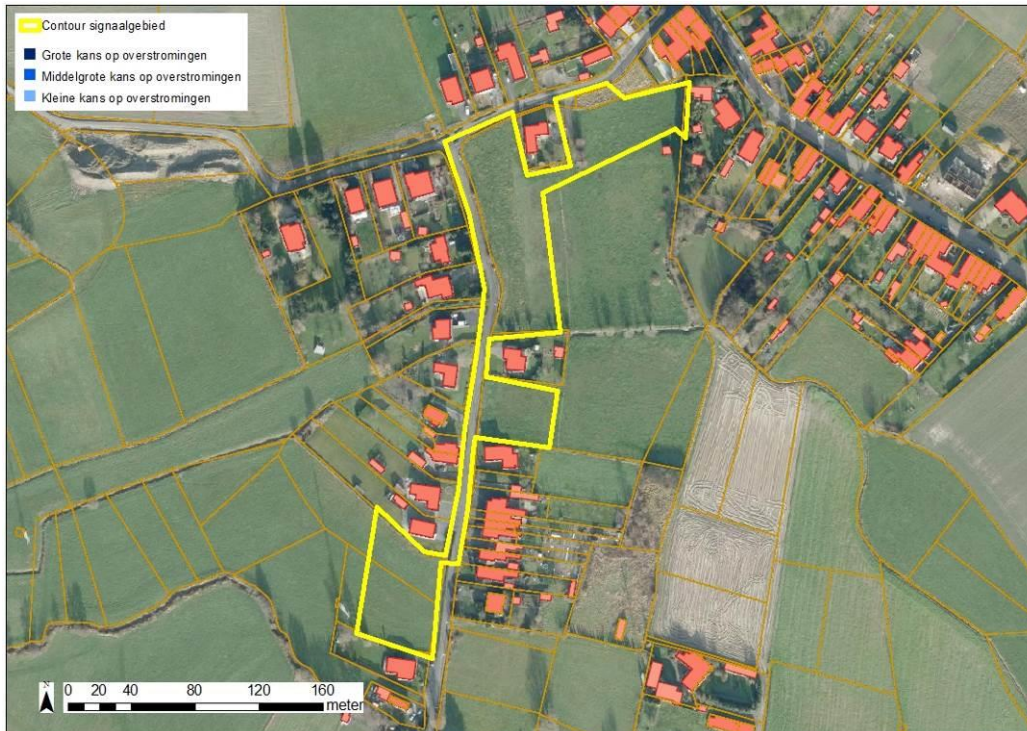 Contour signaalgebied
Grote kans op overstromingen
Middelgrote kans op overstromingen
Kleine kans op overstromingen
N
0 20 40 80 120 160
meter